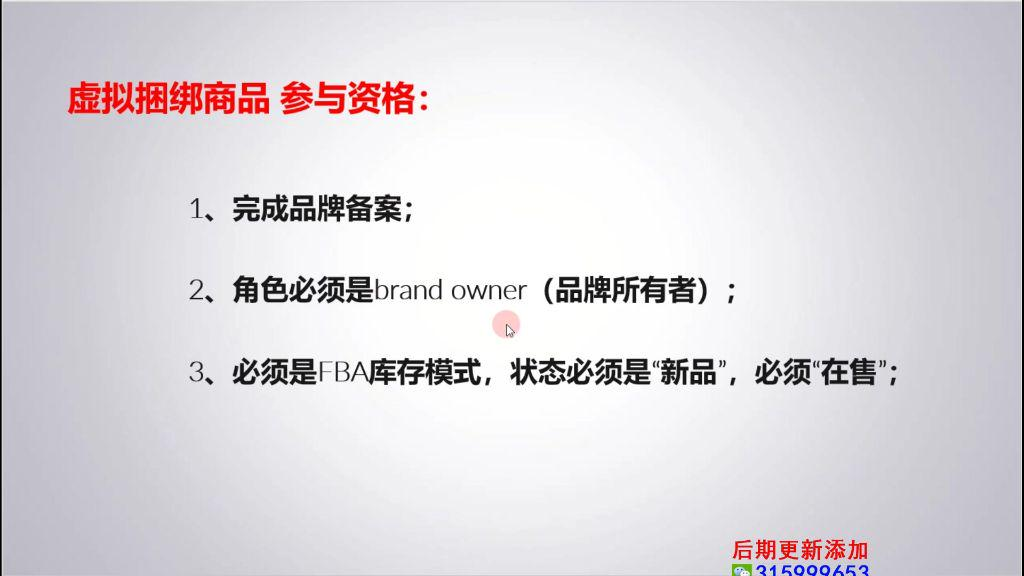 虚拟捆绑商品 参与资格：
1、完成品牌备案；
2、角色必须是brand owner（品牌所有者）；
3、必须是FBA库存模式，状态必须是“新品”，必须“在售”；
后期更新添加
315999653